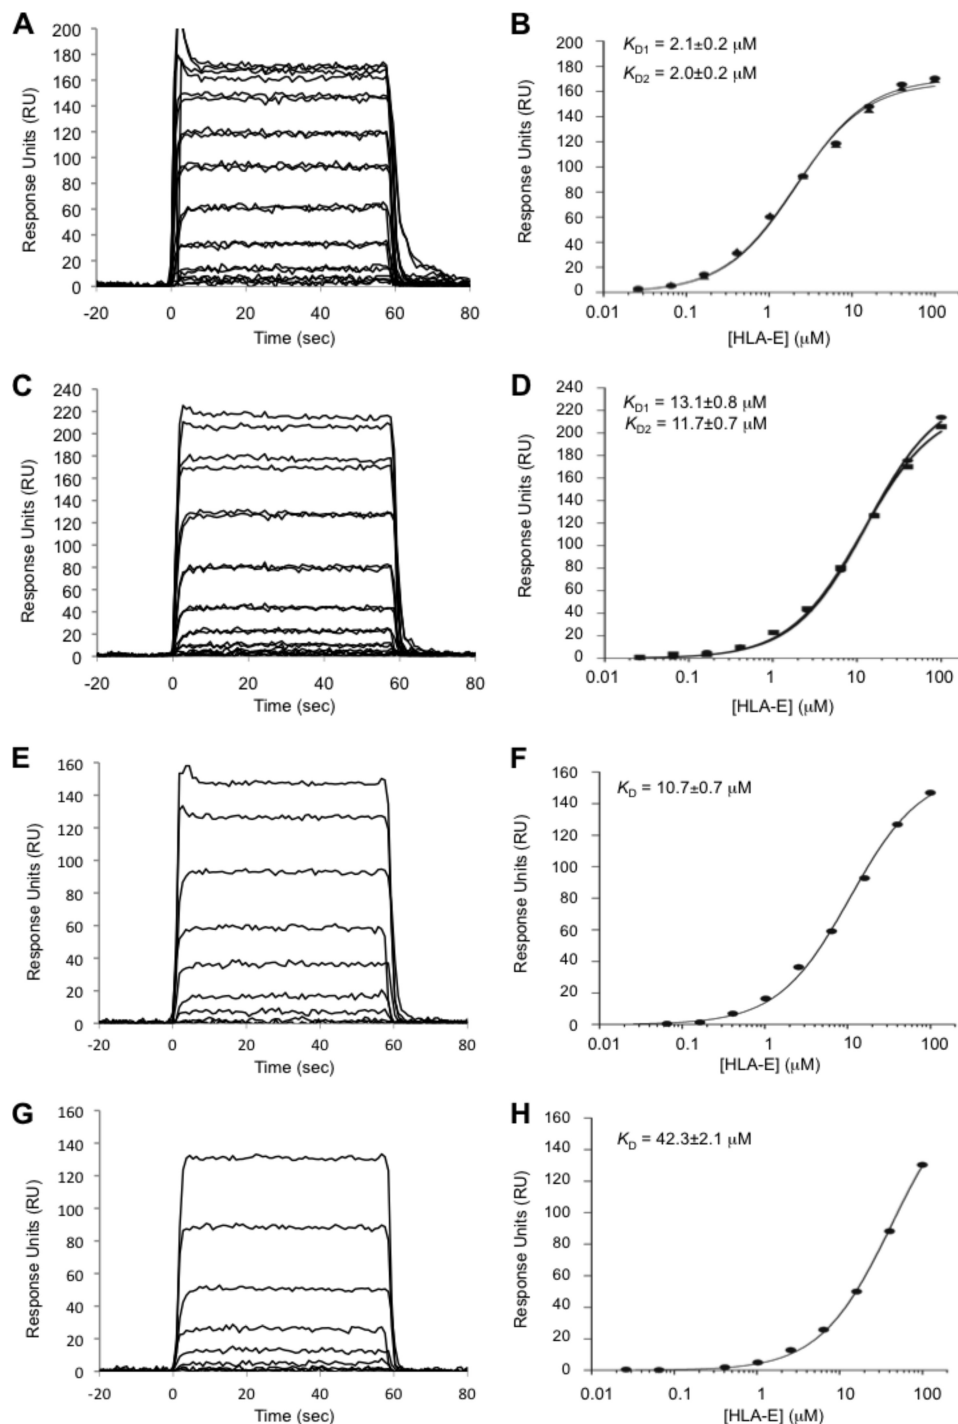 A
Response Units (RU)
200
180
160
140
120
100
80
60
40
20
0
-20 0 20 40 60 80
Time (sec)
B
Response Units (RU)
200
180
160
140
120
100
80
60
40
20
0
KD1 = 2.1±0.2 μM
KD2 = 2.0±0.2 μM
0.01 0.1 1 10 100
[HLA-E] (μM)
C
Response Units (RU)
240
220
200
180
160
140
120
100
80
60
40
20
0
-20 0 20 40 60 80
Time (sec)
D
Response Units (RU)
240
220
200
180
160
140
120
100
80
60
40
20
0
KD1 = 13.1±0.8 μM
KD2 = 11.7±0.7 μM
0.01 0.1 1 10 100
[HLA-E] (μM)
E
Response Units (RU)
160
140
120
100
80
60
40
20
0
-20 0 20 40 60 80
Time (sec)
F
Response Units (RU)
160
140
120
100
80
60
40
20
0
KD = 10.7±0.7 μM
0.01 0.1 1 10 100
[HLA-E] (μM)
G
Response Units (RU)
160
140
120
100
80
60
40
20
0
-20 0 20 40 60 80
Time (sec)
H
Response Units (RU)
160
140
120
100
80
60
40
20
0
KD = 42.3±2.1 μM
0.01 0.1 1 10 100
[HLA-E] (μM)